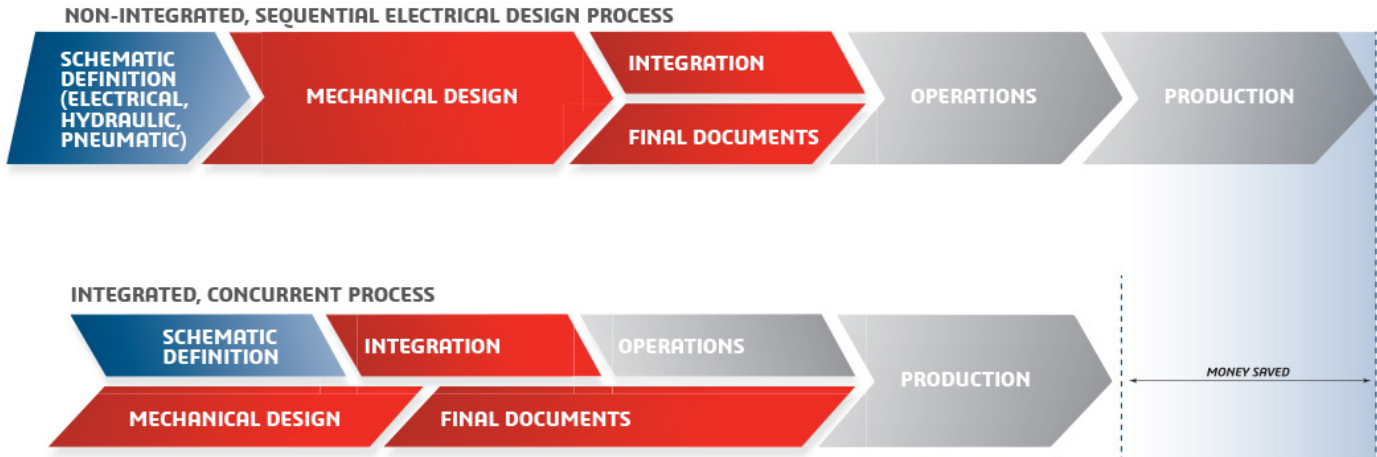 NON-INTEGRATED, SEQUENTIAL ELECTRICAL DESIGN PROCESS
SCHEMATIC
DEFINITION
(ELECTRICAL,
HYDRAULIC,
PNEUMATIC)
MECHANICAL DESIGN
INTEGRATION
FINAL DOCUMENTS
OPERATIONS
PRODUCTION
INTEGRATED, CONCURRENT PROCESS
SCHEMATIC
DEFINITION
INTEGRATION
OPERATIONS
MECHANICAL DESIGN
FINAL DOCUMENTS
PRODUCTION
MONEY SAVED